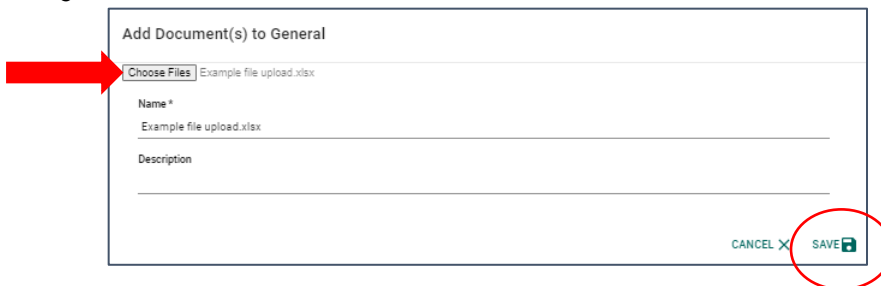 Add Document(s) to General
Choose Files Example file upload.xlsx
Name *
Example file upload.xlsx
Description
CANCEL SAVE